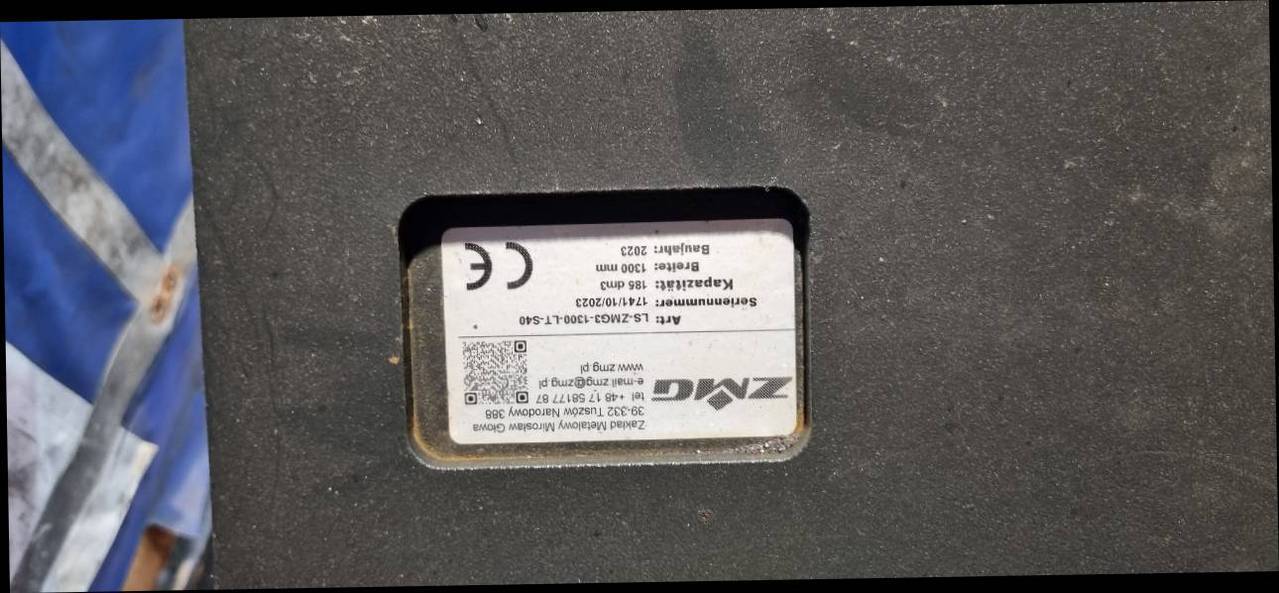 ZMG
Zakład Metalowy Mirosław Głowa
39-332 Tuszów Narodowy 388
tel + 48 17 58177 87
e-mail zmg@zmg.pl
www.zmg.pl
Art: LS-ZMG3-1300-LT-S40
Seriennummer: 1741/10/2023
Kapazität: 185 dm3
Breite: 1300 mm
Baujahr: 2023
CE